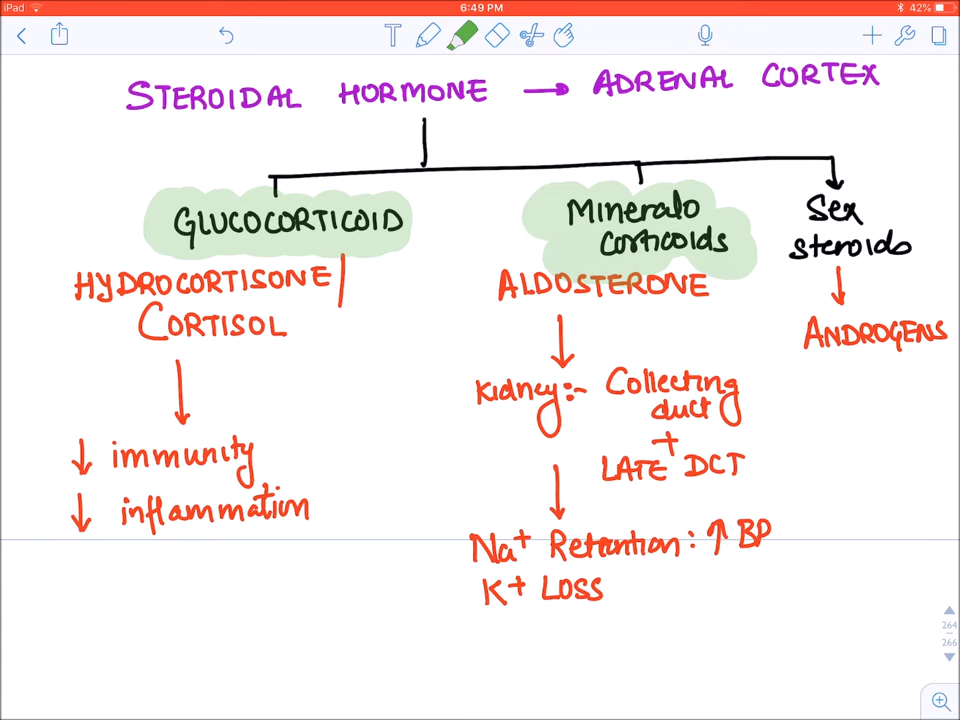 iPad
6:49 PM
42%
T
STEROIDAL HORMONE → ADRENAL CORTEX
GLUCOCORTICOID
Mineralo
corticoids
Sex
steroids
HYDROCORTISONE /
CORTISOL
ALDOSTERONE
ANDROGENS
↓ immunity
↓ inflammation
Kidney:- Collecting
duct
+
LATE DCT
Na+ Retention: ↑ BP
K+ LOSS
264
266